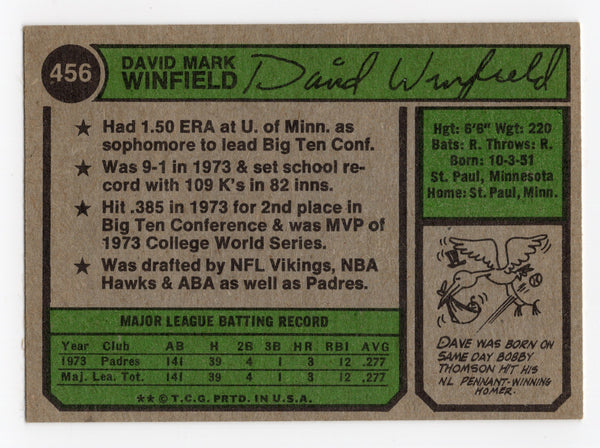 456
DAVID MARK
WINFIELD
David Winfield
★ Had 1.50 ERA at U. of Minn. as
sophomore to lead Big Ten Conf.
★ Was 9-1 in 1973 & set school re-
cord with 109 K's in 82 inns.
★ Hit .385 in 1973 for 2nd place in
Big Ten Conference & was MVP of
1973 College World Series.
★ Was drafted by NFL Vikings, NBA
Hawks & ABA as well as Padres.
Hgt: 6'6" Wgt: 220
Bats: R. Throws: R.
Born: 10-3-51
St. Paul, Minnesota
Home: St. Paul, Minn.
DAVE WAS BORN ON
SAME DAY BOBBY
THOMSON HIT HIS
NL PENNANT-WINNING
HOMER.
MAJOR LEAGUE BATTING RECORD
Year Club AB H 2B 3B HR RBI AVG
1973 Padres 141 39 4 1 3 12 .277
Maj. Lea. Tot. 141 39 4 1 3 12 .277
** © T.C.G. PRTD. IN U.S.A.